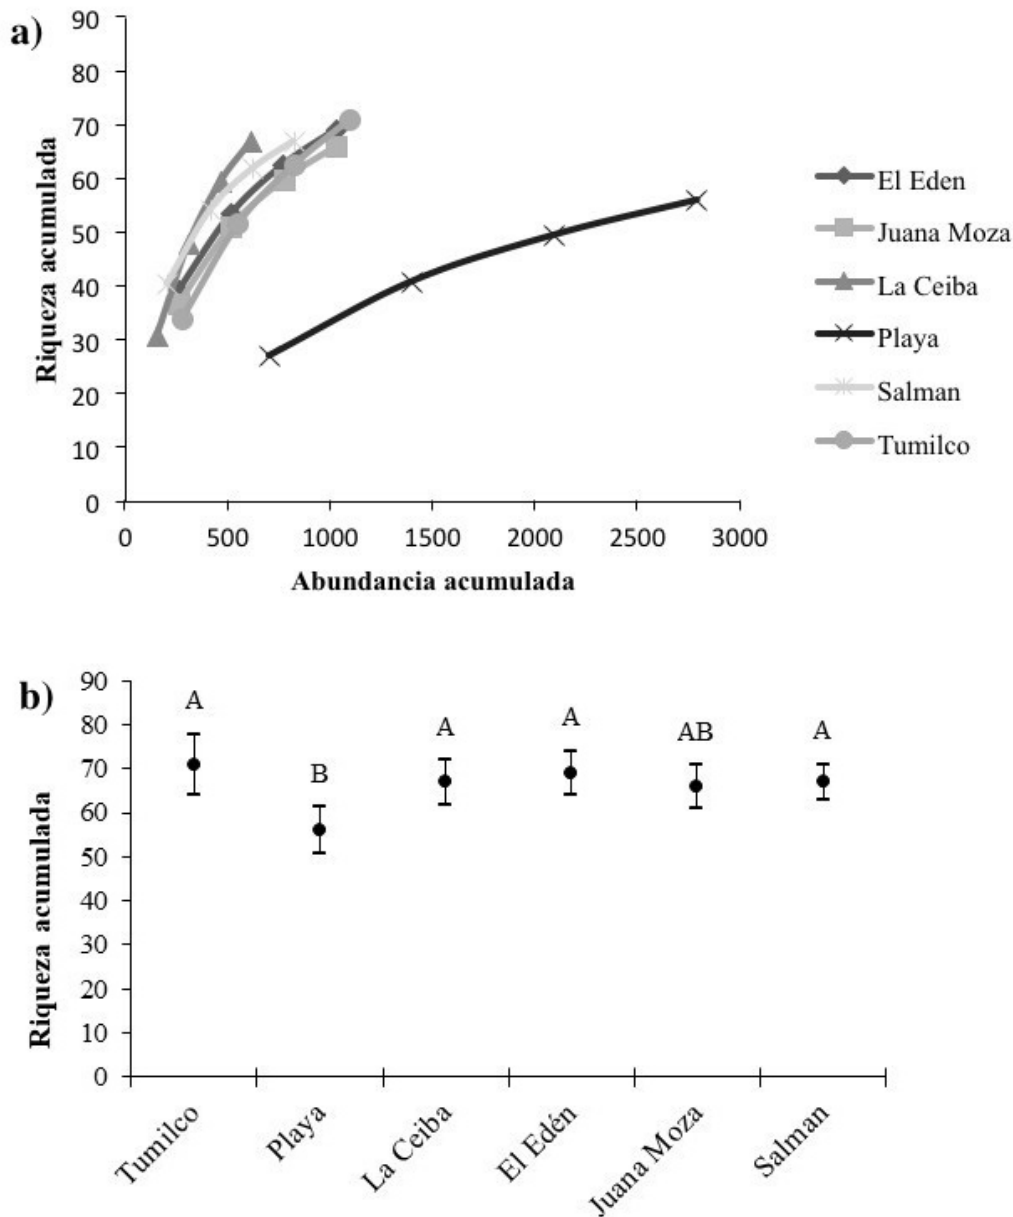 a)
90
80
70
60
50
40
30
20
10
0
Riqueza acumulada
0 500 1000 1500 2000 2500 3000
Abundancia acumulada
El Eden
Juana Moza
La Ceiba
Playa
Salman
Tumilco
b)
90
80
70
60
50
40
30
20
10
0
Riqueza acumulada
A
B
A
A
AB
A
Tumilco
Playa
La Ceiba
El Edén
Juana Moza
Salman